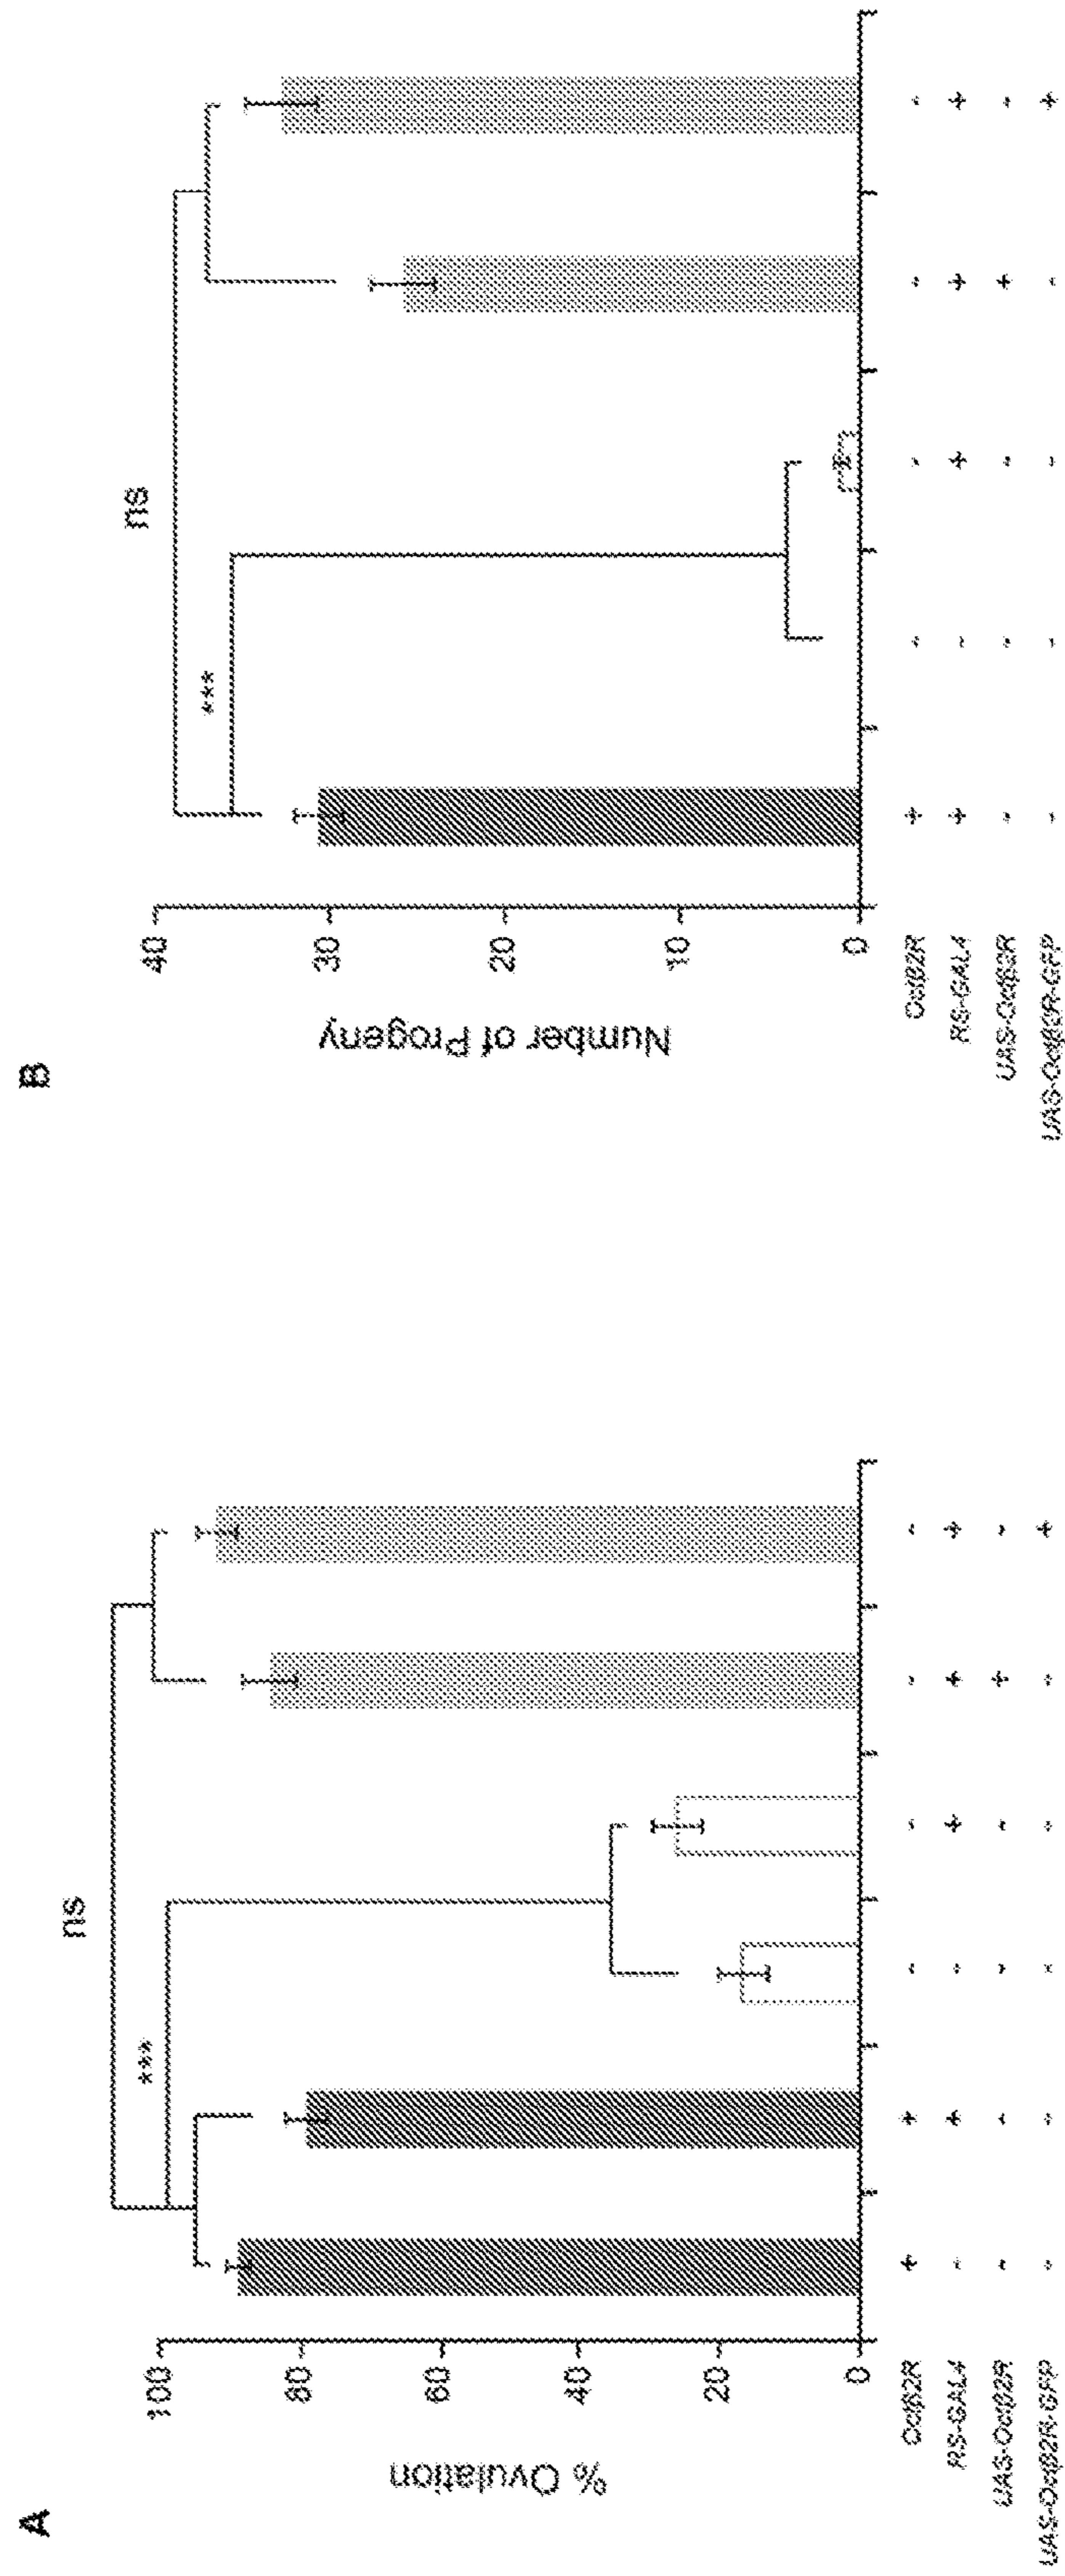 A
% Ovulation
100
80
60
40
20
0
ns
***
Octβ2R + + - - - -
RS-GAL4 - + - + + +
UAS-Octβ2R - - - - + -
UAS-Octβ2R-GFP - - - - - +
B
Number of Progeny
40
30
20
10
0
ns
***
Octβ2R + - - - -
RS-GAL4 + - + + +
UAS-Octβ2R - - - + -
UAS-Octβ2R-GFP - - - - +